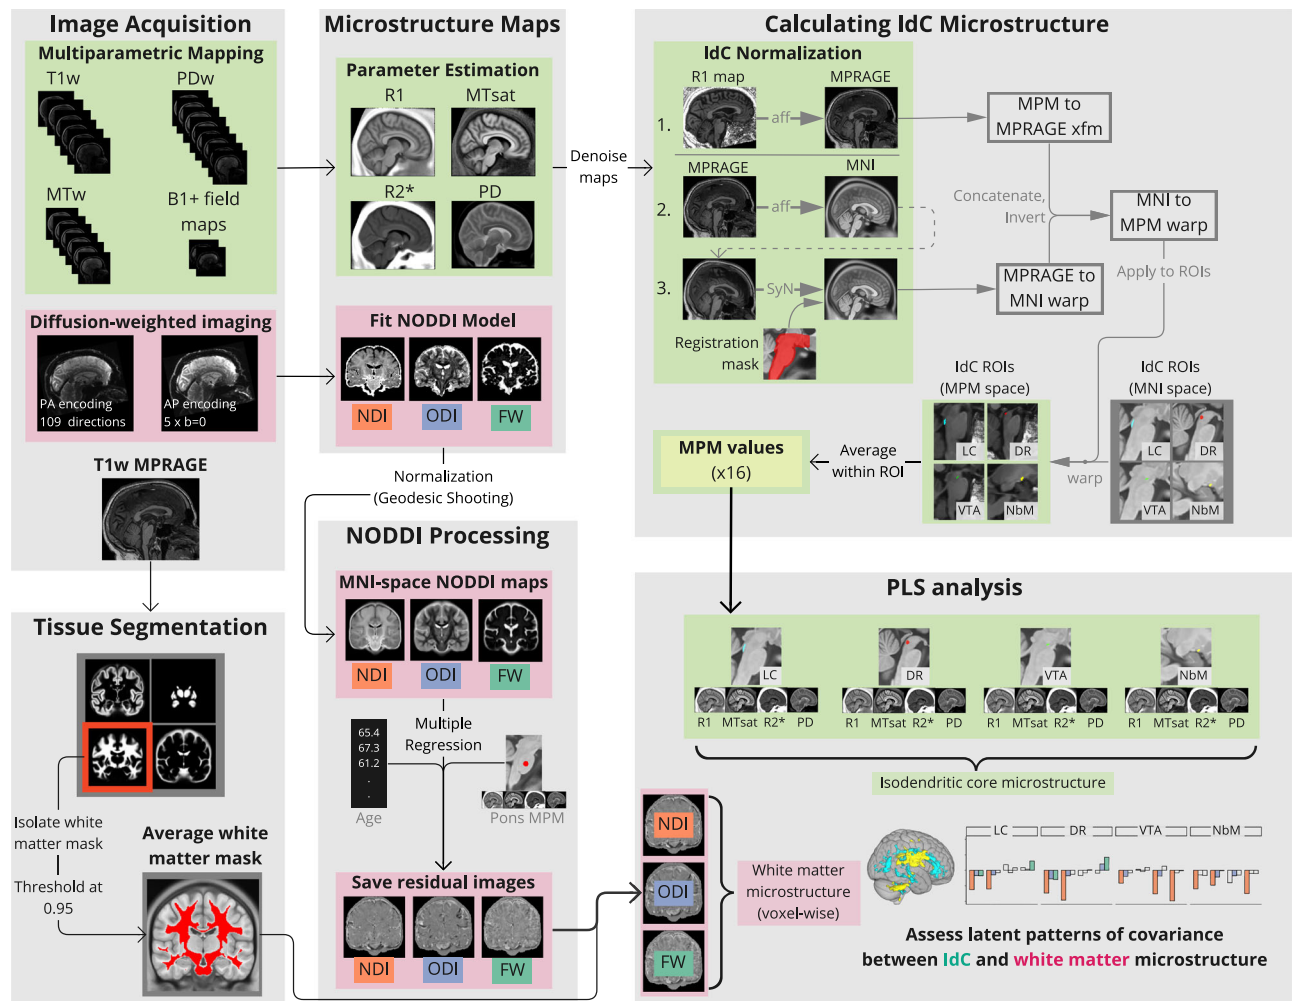 Image Acquisition
Multiparametric Mapping
T1w
PDw
MTw
B1+ field
maps
Diffusion-weighted imaging
PA encoding
109 directions
AP encoding
5 x b=0
T1w MPRAGE
Tissue Segmentation
Isolate white
matter mask
Threshold at
0.95
Average white
matter mask
Microstructure Maps
Parameter Estimation
R1
MTsat
R2*
PD
Fit NODDI Model
NDI
ODI
FW
Normalization
(Geodesic Shooting)
NODDI Processing
MNI-space NODDI maps
NDI
ODI
FW
Multiple
Regression
65.4
67.3
61.2
.
.
Age
Pons MPM
Save residual images
NDI
ODI
FW
Denoise
maps
Calculating IdC Microstructure
IdC Normalization
R1 map
MPRAGE
1.
aff
MPRAGE
MNI
2.
aff
3.
SyN
Registration
mask
MPM to
MPRAGE xfm
Concatenate,
Invert
MNI to
MPM warp
MPRAGE to
MNI warp
Apply to ROIs
IdC ROIs
(MPM space)
LC
DR
VTA
NbM
IdC ROIs
(MNI space)
LC
DR
VTA
NbM
warp
Average
within ROI
MPM values
(x16)
PLS analysis
LC
DR
VTA
NbM
R1 MTsat R2* PD
R1 MTsat R2* PD
R1 MTsat R2* PD
R1 MTsat R2* PD
Isodendritic core microstructure
NDI
ODI
FW
White matter
microstructure
(voxel-wise)
LC
DR
VTA
NbM
Assess latent patterns of covariance
between IdC and white matter microstructure